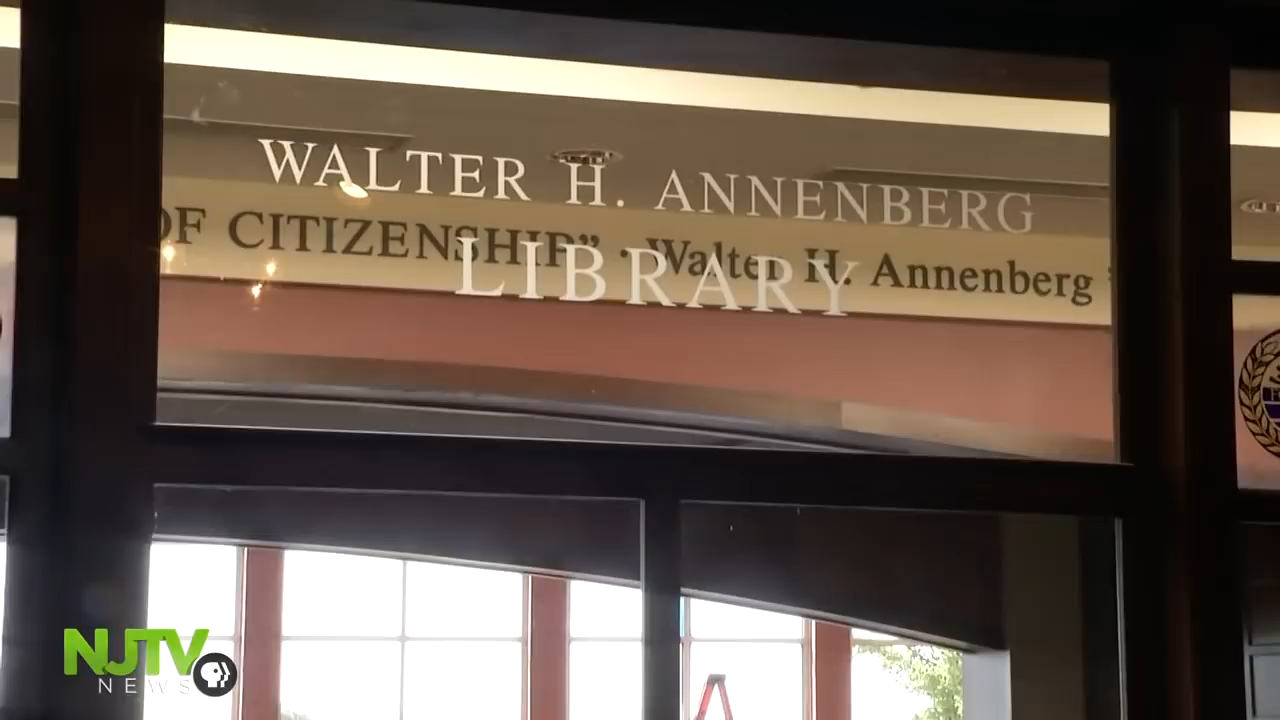 WALTER H. ANNENBERG
OF CITIZENSHIP” · Walter H. Annenberg
LIBRARY
NJTV
NEWS